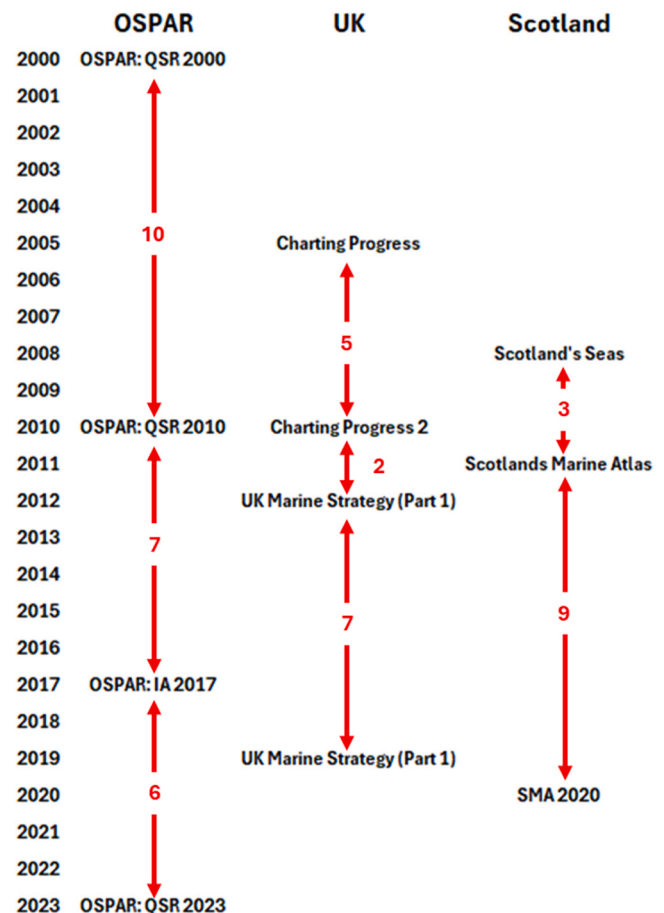 OSPAR UK Scotland
2000 OSPAR: QSR 2000
2001
2002
2003
2004
10
2005 Charting Progress
2006
2007
5
2008 Scotland's Seas
2009
3
2010 OSPAR: QSR 2010 Charting Progress 2
2
2011 Scotlands Marine Atlas
2012 UK Marine Strategy (Part 1)
2013
7
2014
2015
7 9
2016
2017 OSPAR: IA 2017
2018
2019 UK Marine Strategy (Part 1)
2020 6 SMA 2020
2021
2022
2023 OSPAR: QSR 2023